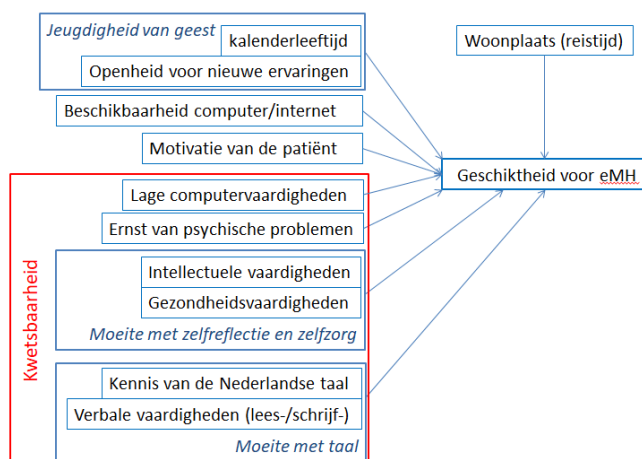 Jeugdigheid van geest
kalenderleeftijd
Openheid voor nieuwe ervaringen
Beschikbaarheid computer/internet
Motivatie van de patiënt
Woonplaats (reistijd)
Geschiktheid voor eMH
Kwetsbaarheid
Lage computervaardigheden
Ernst van psychische problemen
Intellectuele vaardigheden
Gezondheidsvaardigheden
Moeite met zelfreflectie en zelfzorg
Kennis van de Nederlandse taal
Verbale vaardigheden (lees-/schrijf-)
Moeite met taal